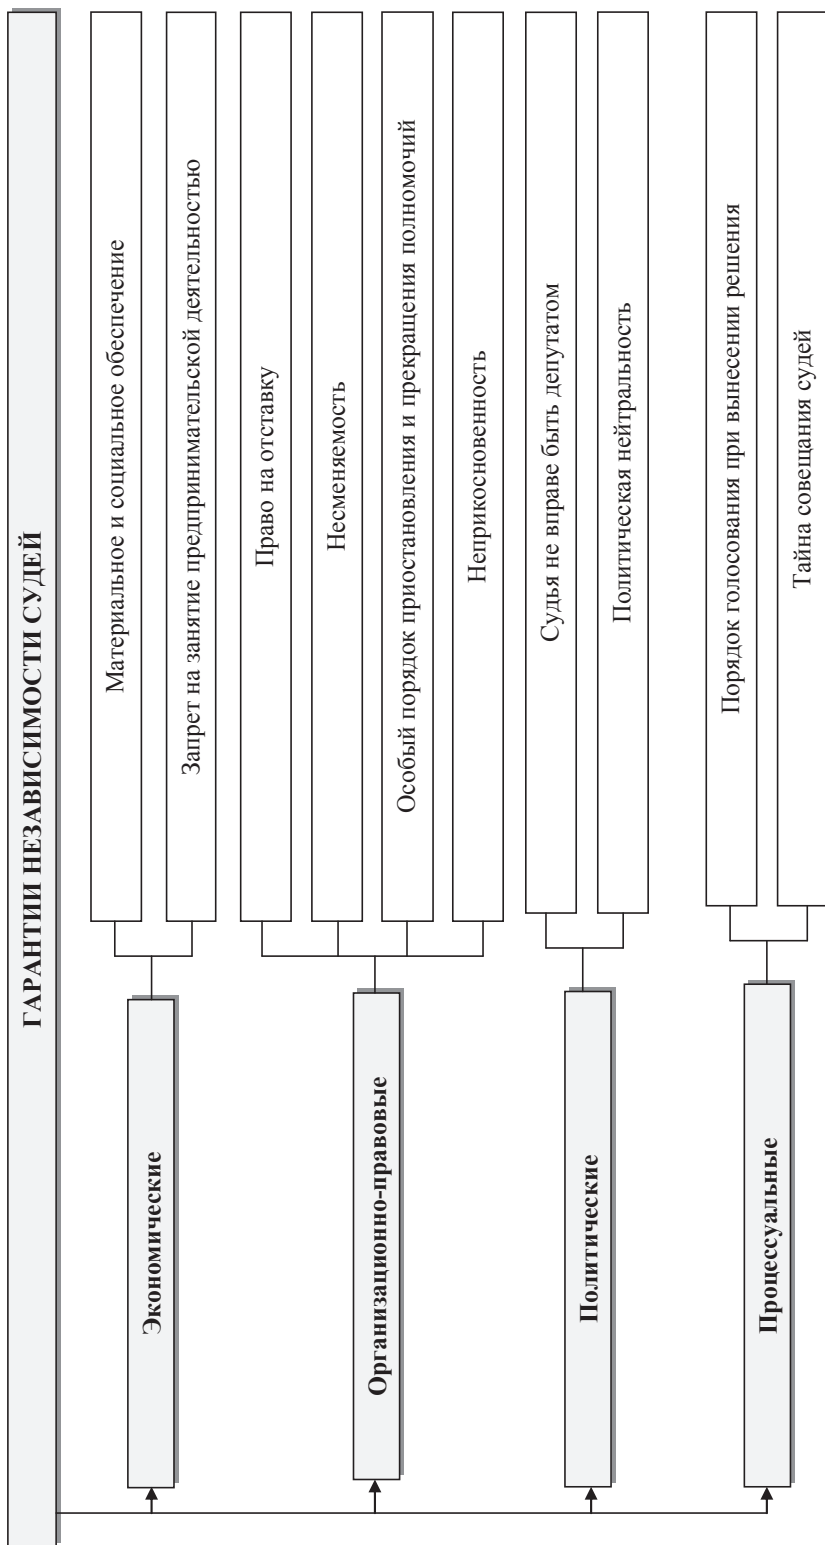 ГАРАНТИИ НЕЗАВИСИМОСТИ СУДЕЙ
Экономические
Материальное и социальное обеспечение
Запрет на занятие предпринимательской деятельностью
Организационно-правовые
Право на отставку
Несменяемость
Особый порядок приостановления и прекращения полномочий
Неприкосновенность
Политические
Судья не вправе быть депутатом
Политическая нейтральность
Процессуальные
Порядок голосования при вынесении решения
Тайна совещания судей